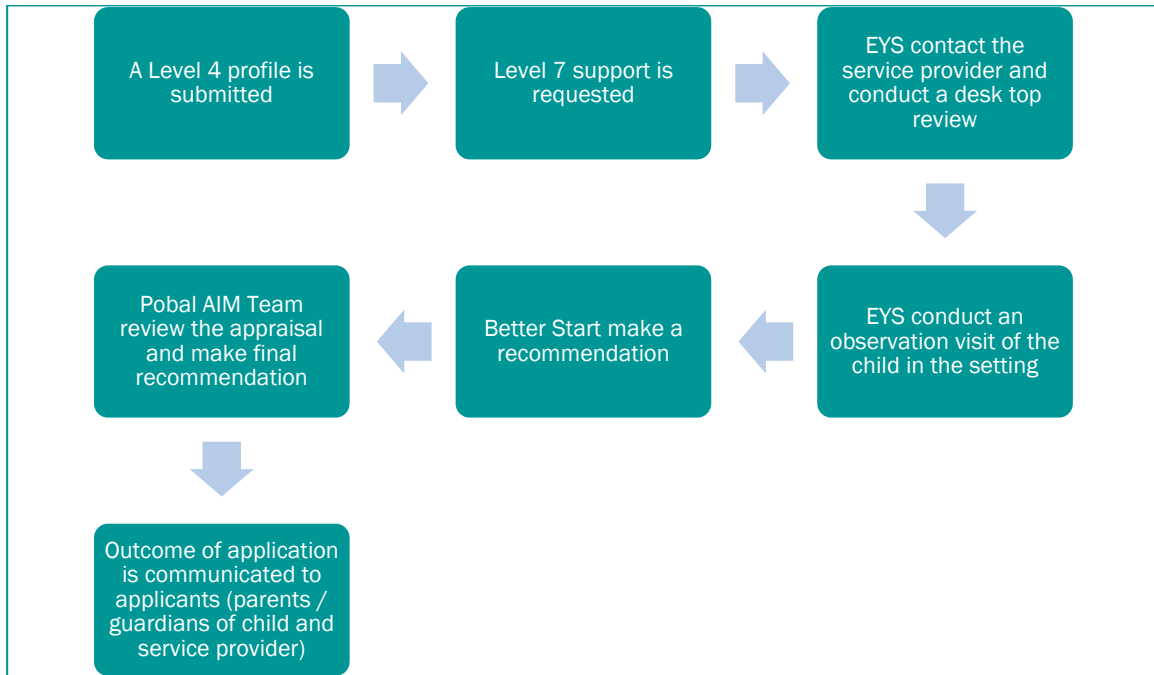 A Level 4 profile is
submitted
Level 7 support is
requested
EYS contact the
service provider and
conduct a desk top
review
EYS conduct an
observation visit of the
child in the setting
Better Start make a
recommendation
Pobal AIM Team
review the appraisal
and make final
recommendation
Outcome of application
is communicated to
applicants (parents /
guardians of child and
service provider)